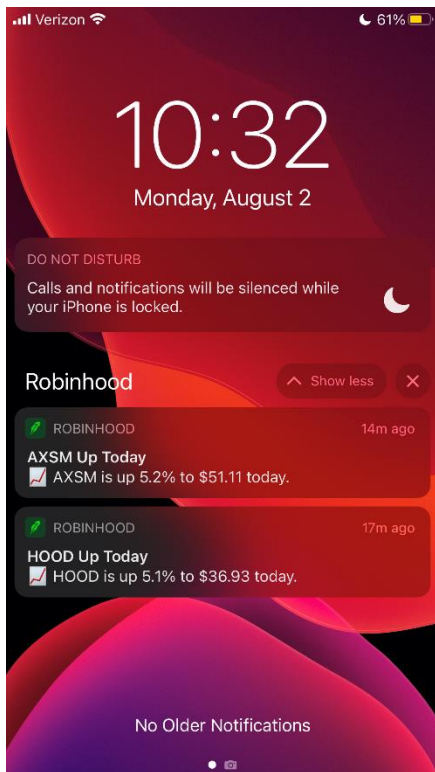 Verizon 61%
10:32
Monday, August 2
DO NOT DISTURB
Calls and notifications will be silenced while
your iPhone is locked.
Robinhood Show less
ROBINHOOD 14m ago
AXSM Up Today
AXSM is up 5.2% to $51.11 today.
ROBINHOOD 17m ago
HOOD Up Today
HOOD is up 5.1% to $36.93 today.
No Older Notifications